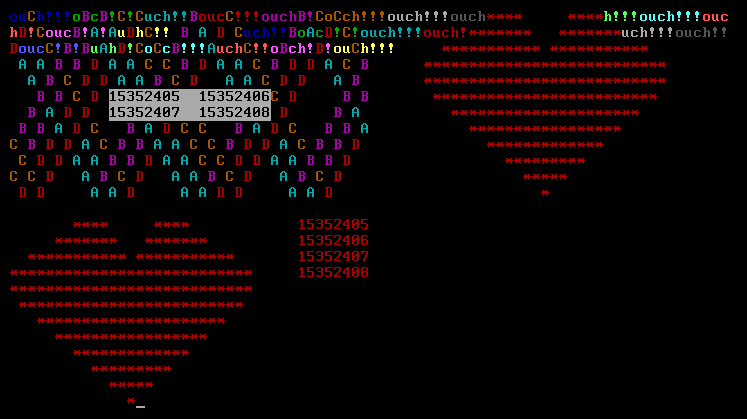 ouCh!!!oBcB!C!Cuch!!BoucC!!!ouchB!CoCch!!!ouch!!!ouch****     ****h!!!ouch!!!ouc
hD!CoucB!A!AuDhC!! B A D Cuch!!BoAcD!C!ouch!!!ouch!*******   *******uch!!!ouch!!
DoucC!B!BuAhD!CoCcB!!!AuchC!!oBch!D!ouCh!!!     *********** ***********
 A A B B D A A C C B D A A C B D D A C B      ***************************
  A B C D D A A B C D   A A C D D   A B       ***************************
   B B C D 15352405  15352406C D   B A B       *************************
  B A D D  15352407  15352408 D     B A          *********************
 B B A D C   B A D C C   B A D C   B B A           *****************
C B D D A C B B A A C C B D D A C B B D              *************
 C D D A A B B D A A C C D D A A C B D                 *********
C C D   A B C D   A A B C D   A B C D                    *****
 D D     A A D     A A D D     A A D                       *
       ****     ****            15352405
     *******   *******          15352406
  *********** ***********       15352407
***************************     15352408
***************************
 *************************
   *********************
     *****************
       *************
         *********
           *****
             *_